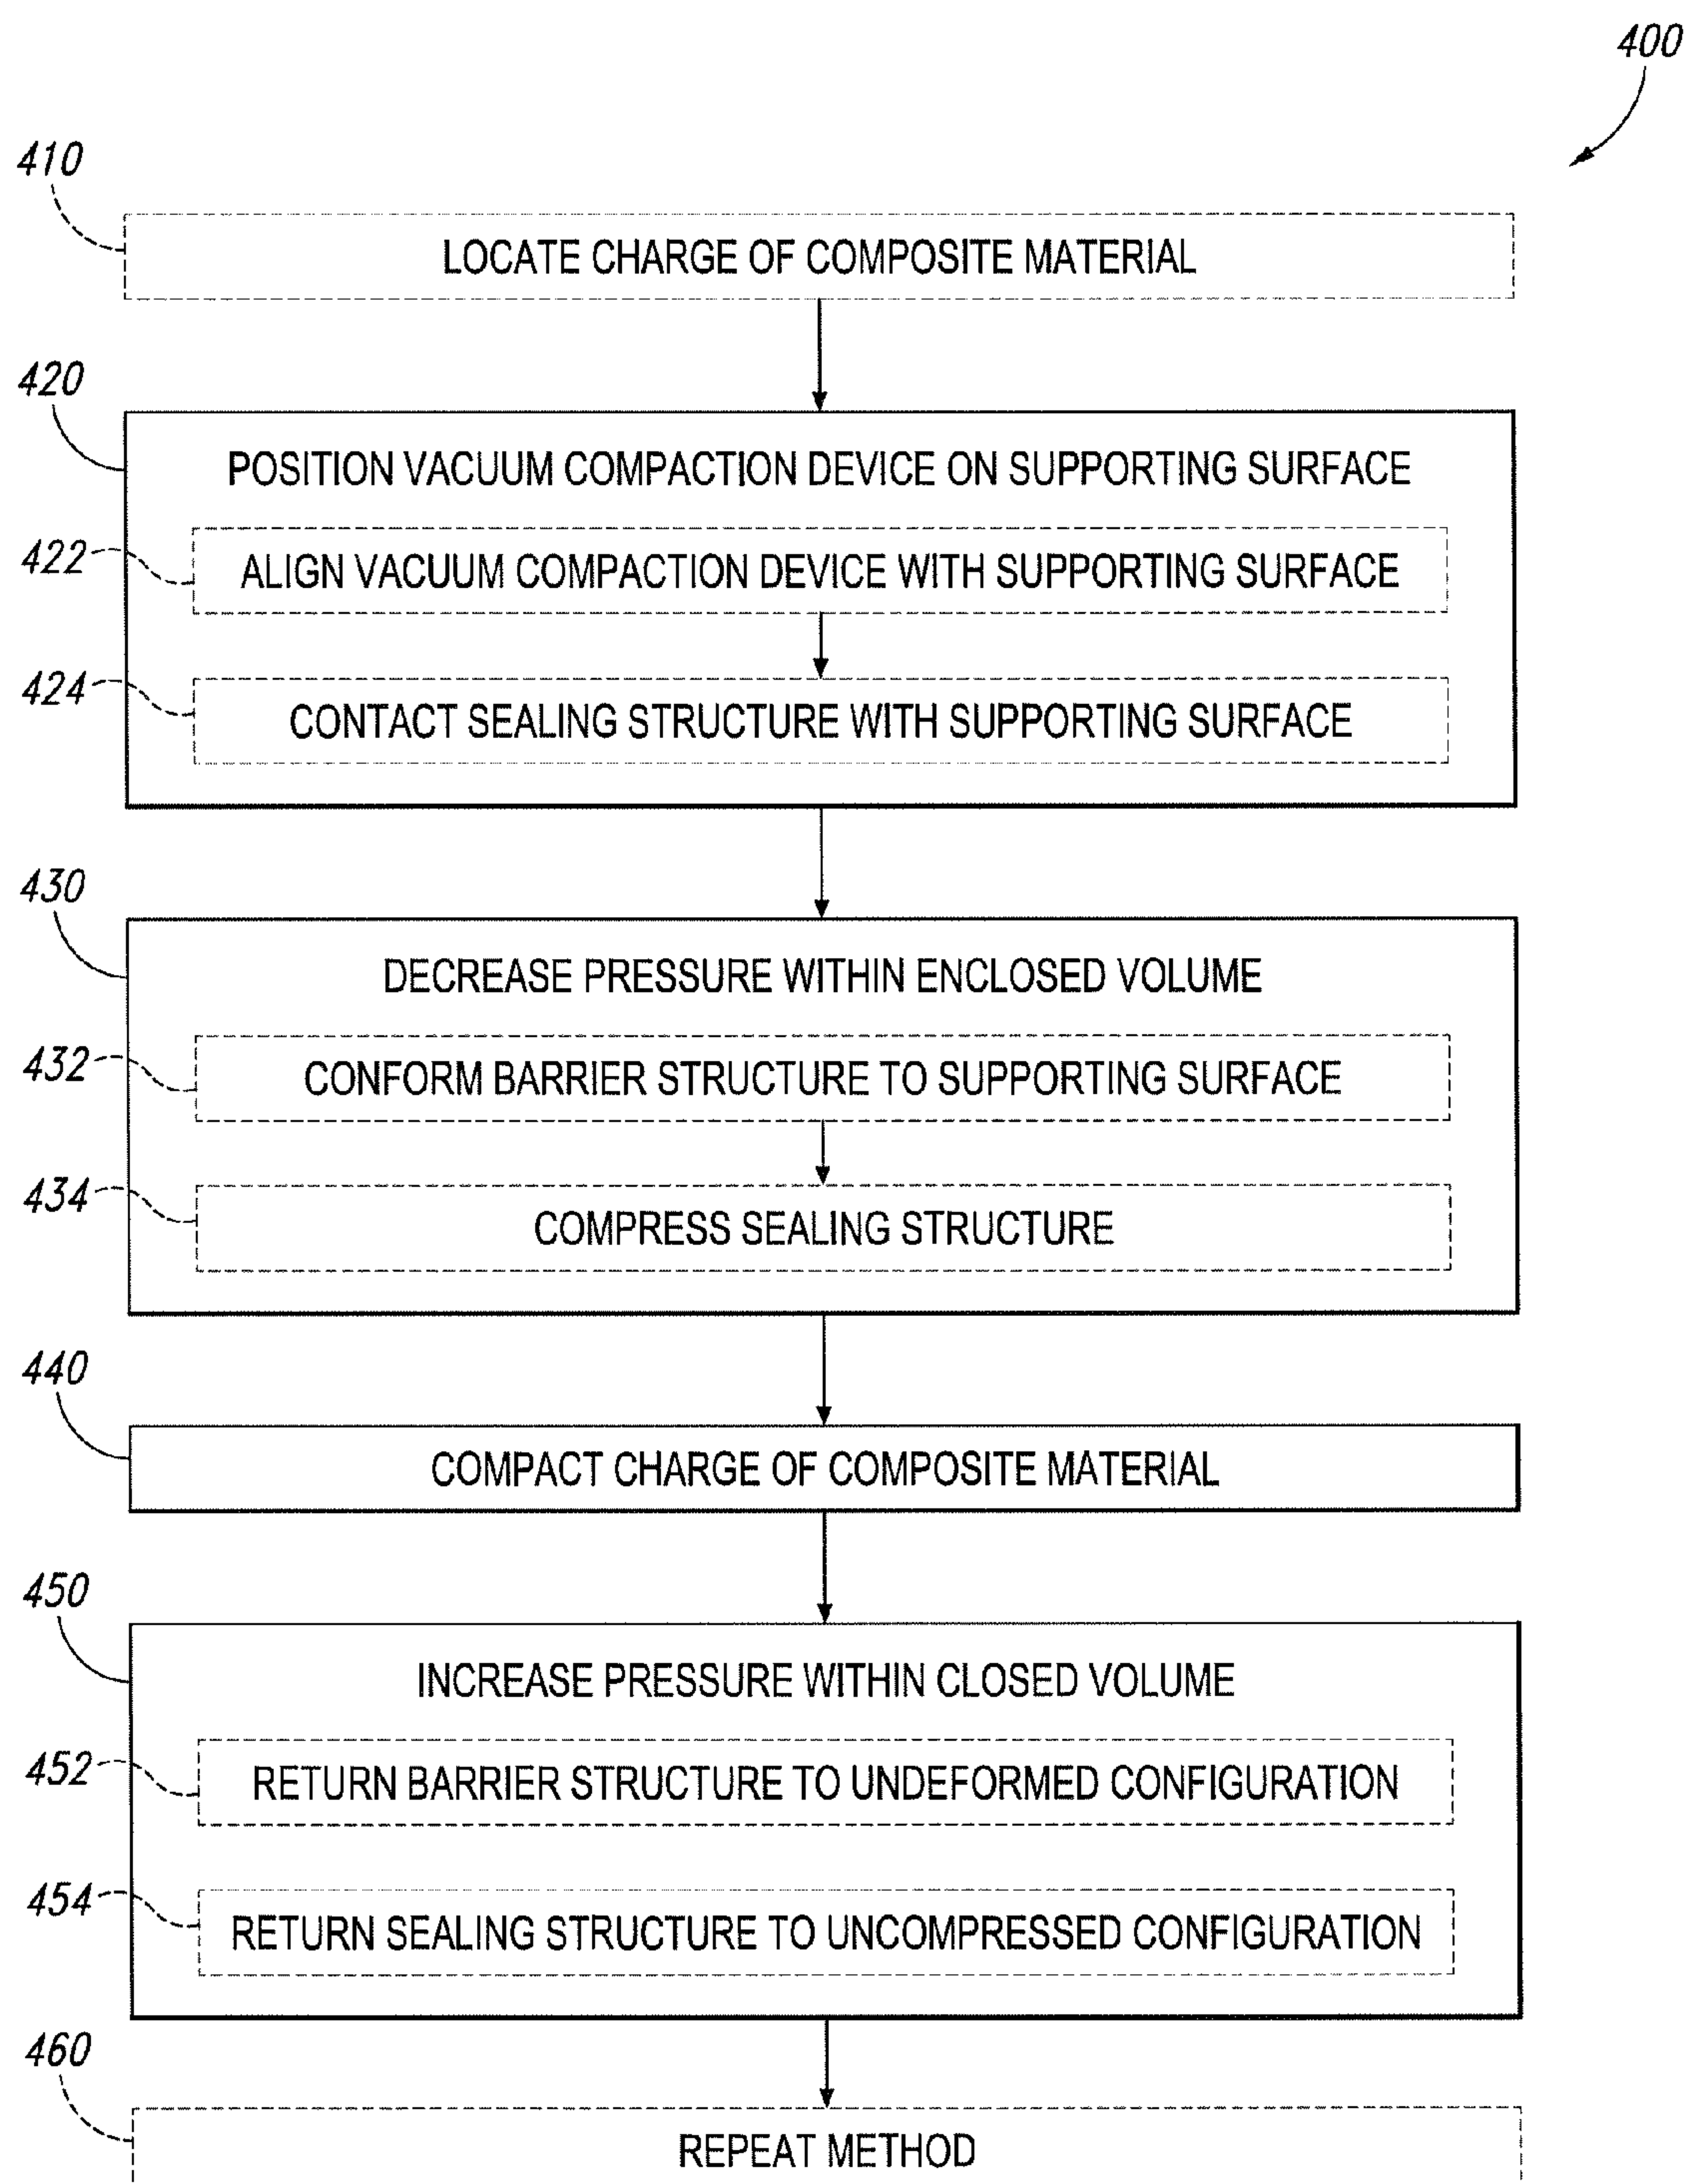 400
410
LOCATE CHARGE OF COMPOSITE MATERIAL
420
POSITION VACUUM COMPACTION DEVICE ON SUPPORTING SURFACE
422
ALIGN VACUUM COMPACTION DEVICE WITH SUPPORTING SURFACE
424
CONTACT SEALING STRUCTURE WITH SUPPORTING SURFACE
430
DECREASE PRESSURE WITHIN ENCLOSED VOLUME
432
CONFORM BARRIER STRUCTURE TO SUPPORTING SURFACE
434
COMPRESS SEALING STRUCTURE
440
COMPACT CHARGE OF COMPOSITE MATERIAL
450
INCREASE PRESSURE WITHIN CLOSED VOLUME
452
RETURN BARRIER STRUCTURE TO UNDEFORMED CONFIGURATION
454
RETURN SEALING STRUCTURE TO UNCOMPRESSED CONFIGURATION
460
REPEAT METHOD